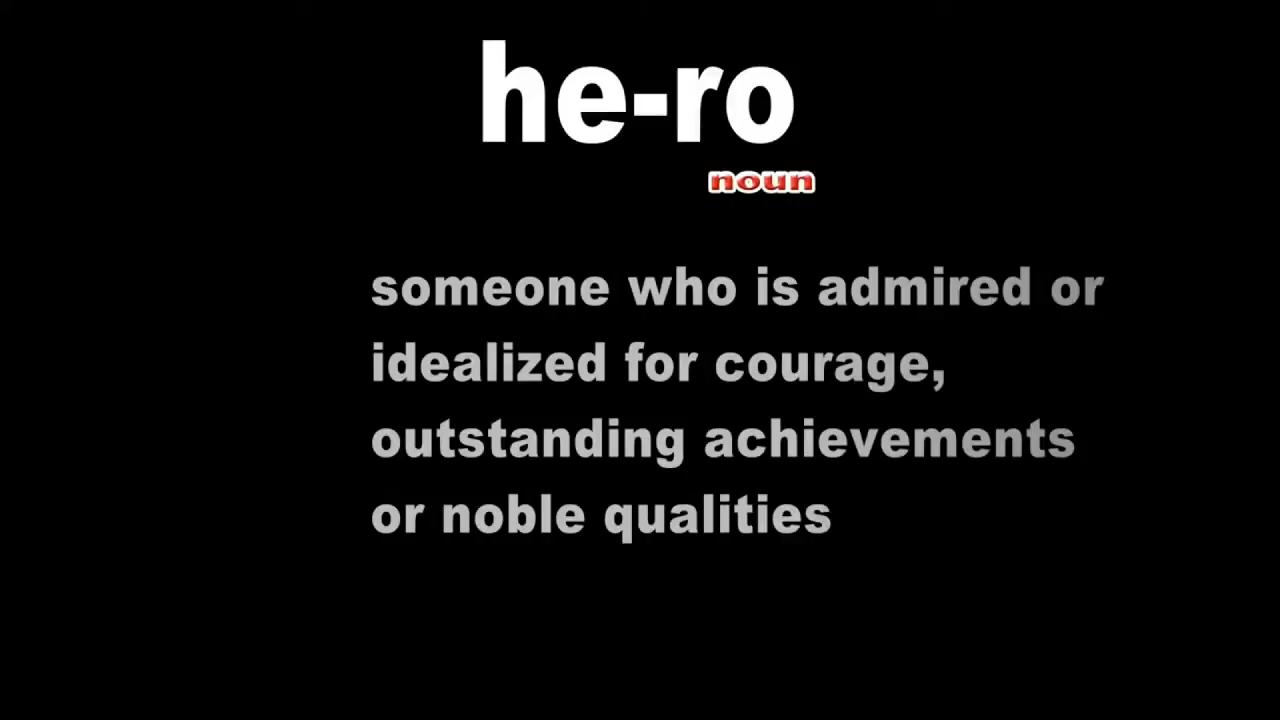 he-ro
noun
someone who is admired or
idealized for courage,
outstanding achievements
or noble qualities